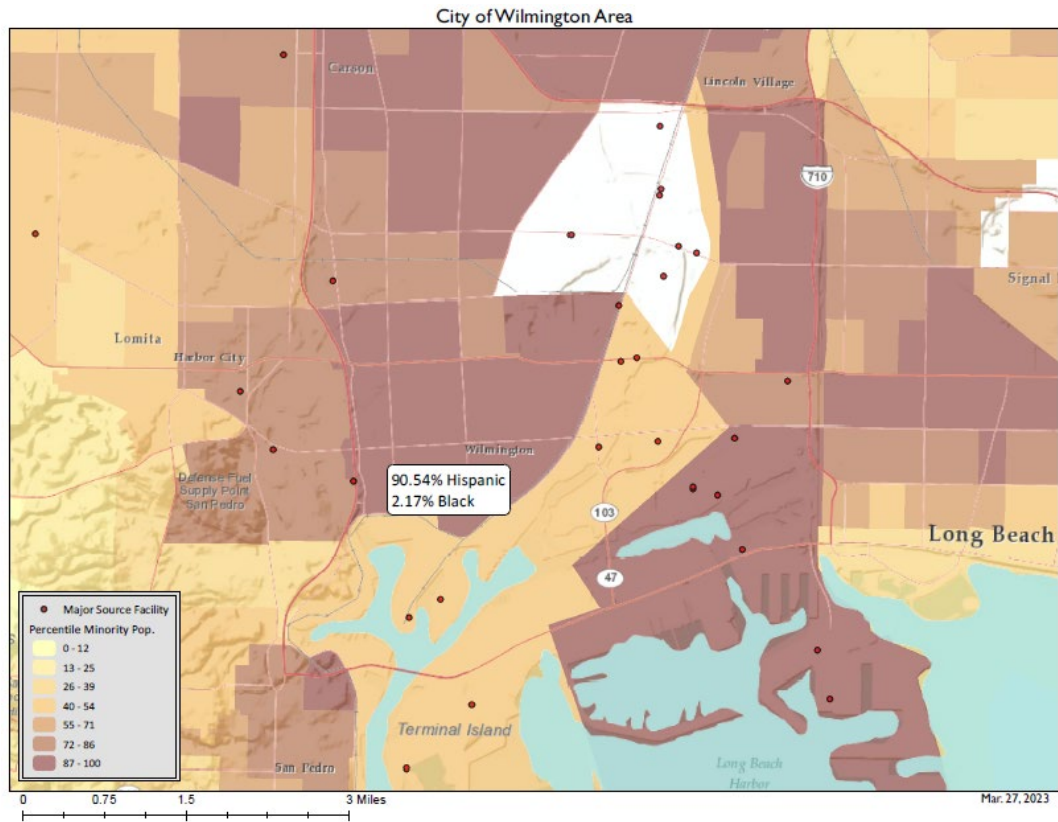 City of Wilmington Area
Carson
Lincoln Village
710
Signal
Lomita
Harbor City
Wilmington
Defense Fuel
Supply Point
San Pedro
90.54% Hispanic
2.17% Black
103
47
Long Beach
Major Source Facility
Percentile Minority Pop.
0 - 12
13 - 25
26 - 39
40 - 54
55 - 71
72 - 86
87 - 100
Terminal Island
San Pedro
Long Beach
Harbor
0 0.75 1.5 3 Miles
Mar. 27, 2023